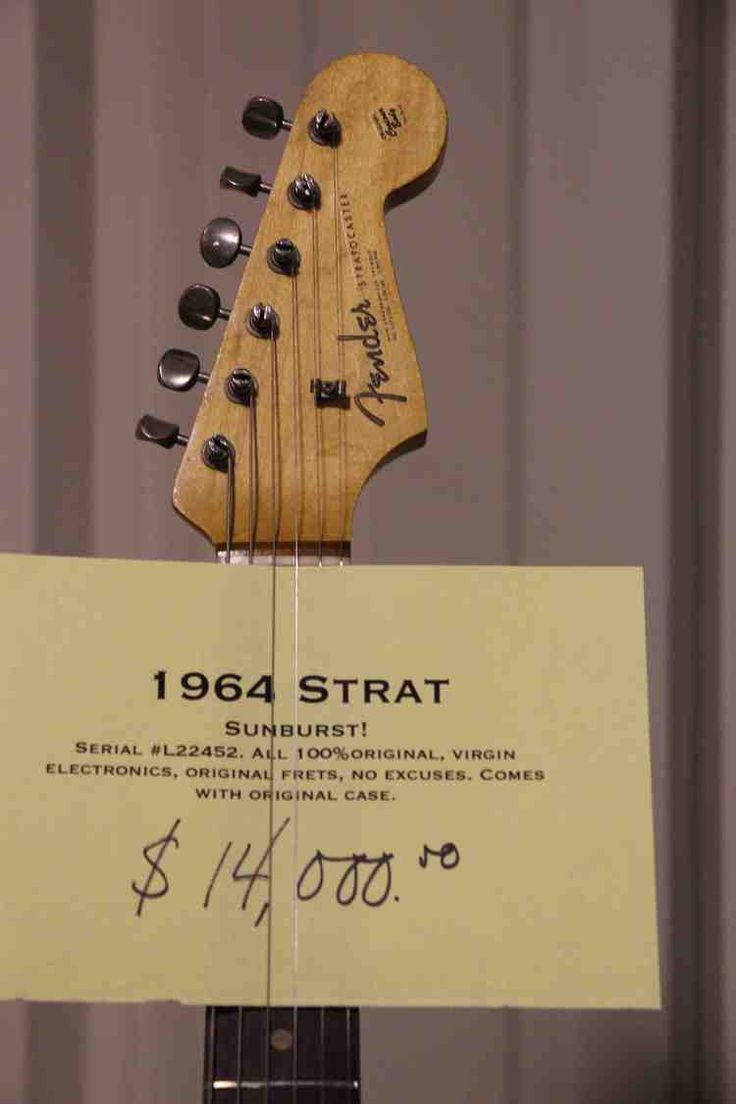 Fender
STRATOCASTER
1964 STRAT
SUNBURST!
SERIAL #L22452. ALL 100%ORIGINAL, VIRGIN
ELECTRONICS, ORIGINAL FRETS, NO EXCUSES. COMES
WITH ORIGINAL CASE.
$ 14,000.00